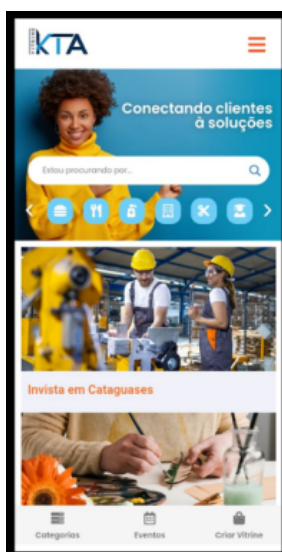 KTA
Conectando clientes
à soluções
Estou procurando por...
Invista em Cataguases
Categorias
Eventos
Criar Vitrine